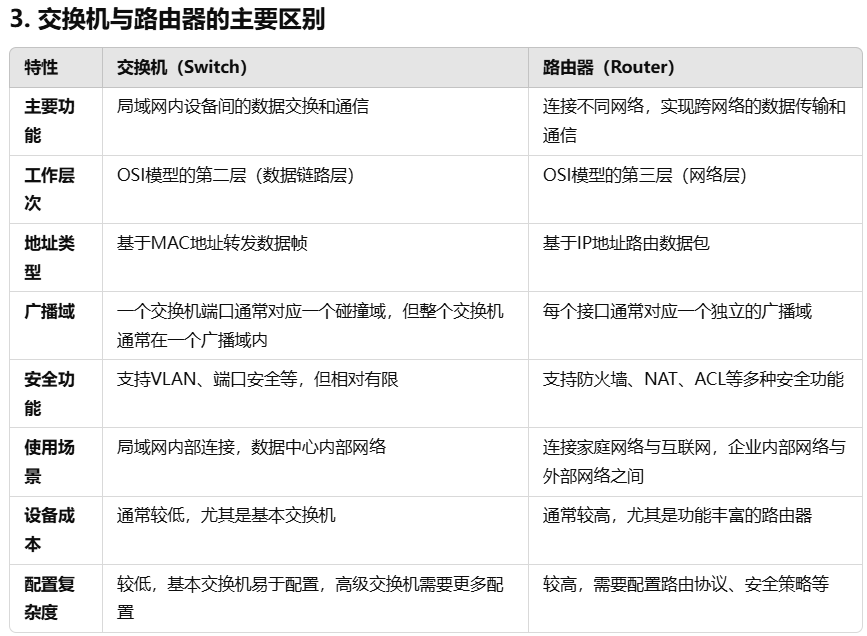 3. 交换机与路由器的主要区别
特性 交换机（Switch） 路由器（Router）
主要功能 局域网内设备间的数据交换和通信 连接不同网络，实现跨网络的数据传输和通信
工作层次 OSI模型的第二层（数据链路层） OSI模型的第三层（网络层）
地址类型 基于MAC地址转发数据帧 基于IP地址路由数据包
广播域 一个交换机端口通常对应一个碰撞域，但整个交换机通常在一个广播域内 每个接口通常对应一个独立的广播域
安全功能 支持VLAN、端口安全等，但相对有限 支持防火墙、NAT、ACL等多种安全功能
使用场景 局域网内部连接，数据中心内部网络 连接家庭网络与互联网，企业内部网络与外部网络之间
设备成本 通常较低，尤其是基本交换机 通常较高，尤其是功能丰富的路由器
配置复杂度 较低，基本交换机易于配置，高级交换机需要更多配置 较高，需要配置路由协议、安全策略等